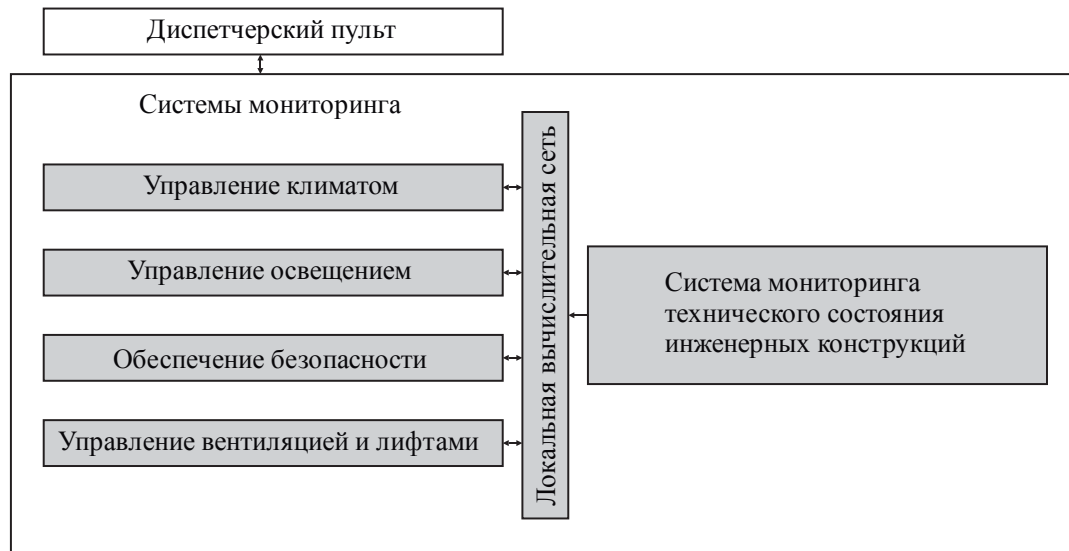 Диспетчерский пульт
Системы мониторинга
Управление климатом
Управление освещением
Обеспечение безопасности
Управление вентиляцией и лифтами
Локальная вычислительная сеть
Система мониторинга
технического состояния
инженерных конструкций